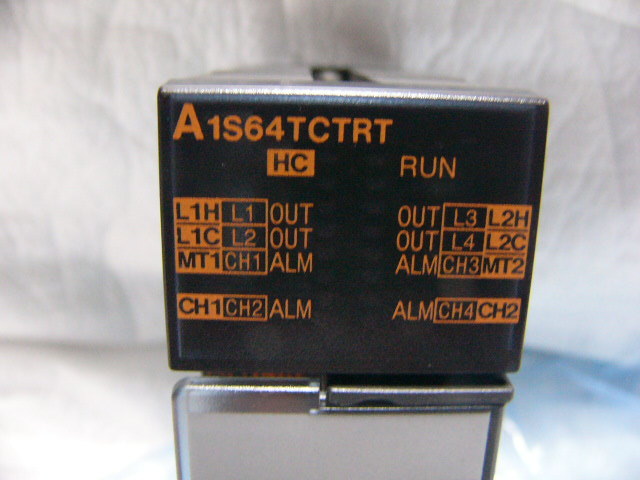 A1S64TCTRT
HC RUN
L1H L1 OUT OUT L3 L2H
L1C L2 OUT OUT L4 L2C
MT1 CH1 ALM ALM CH3 MT2
CH1 CH2 ALM ALM CH4 CH2